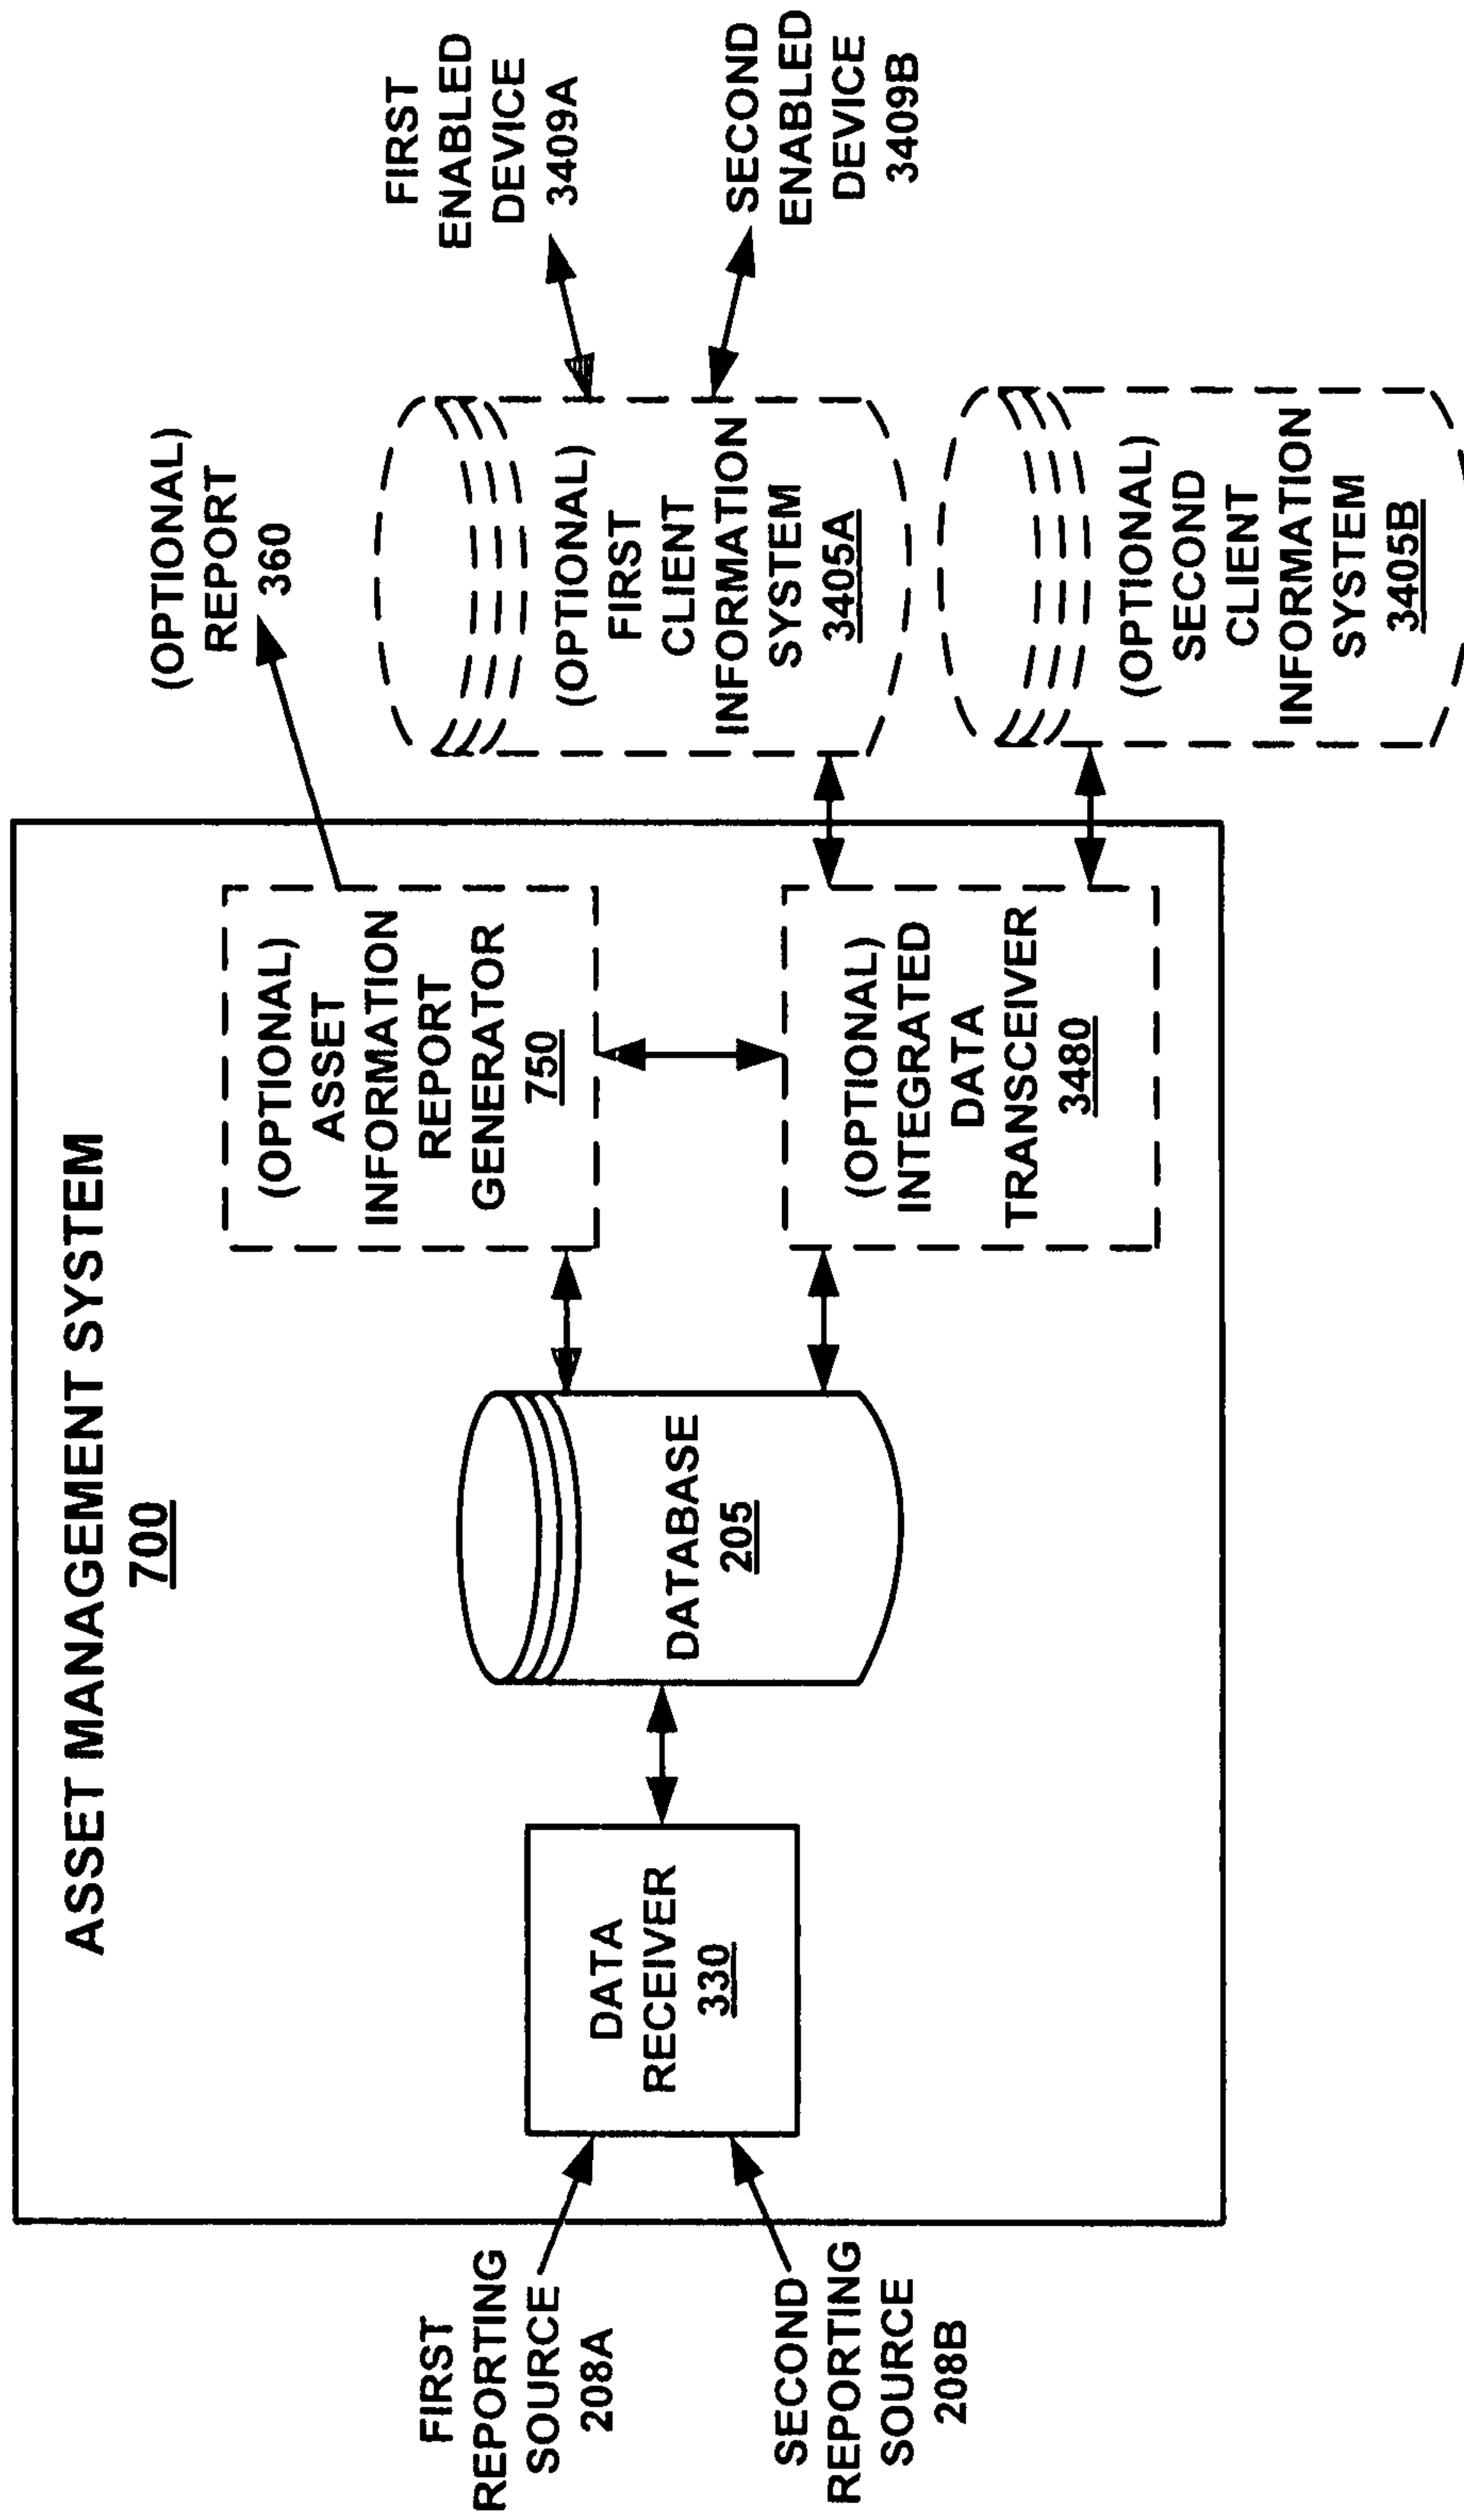 ASSET MANAGEMENT SYSTEM
700
FIRST
REPORTING
SOURCE
208A
SECOND
REPORTING
SOURCE
208B
DATA
RECEIVER
330
DATABASE
205
(OPTIONAL)
ASSET
INFORMATION
REPORT
GENERATOR
750
(OPTIONAL)
INTEGRATED
DATA
TRANSCEIVER
3480
(OPTIONAL)
REPORT
360
(OPTIONAL)
FIRST
CLIENT
INFORMATION
SYSTEM
3405A
(OPTIONAL)
SECOND
CLIENT
INFORMATION
SYSTEM
3405B
FIRST
ENABLED
DEVICE
3409A
SECOND
ENABLED
DEVICE
3409B